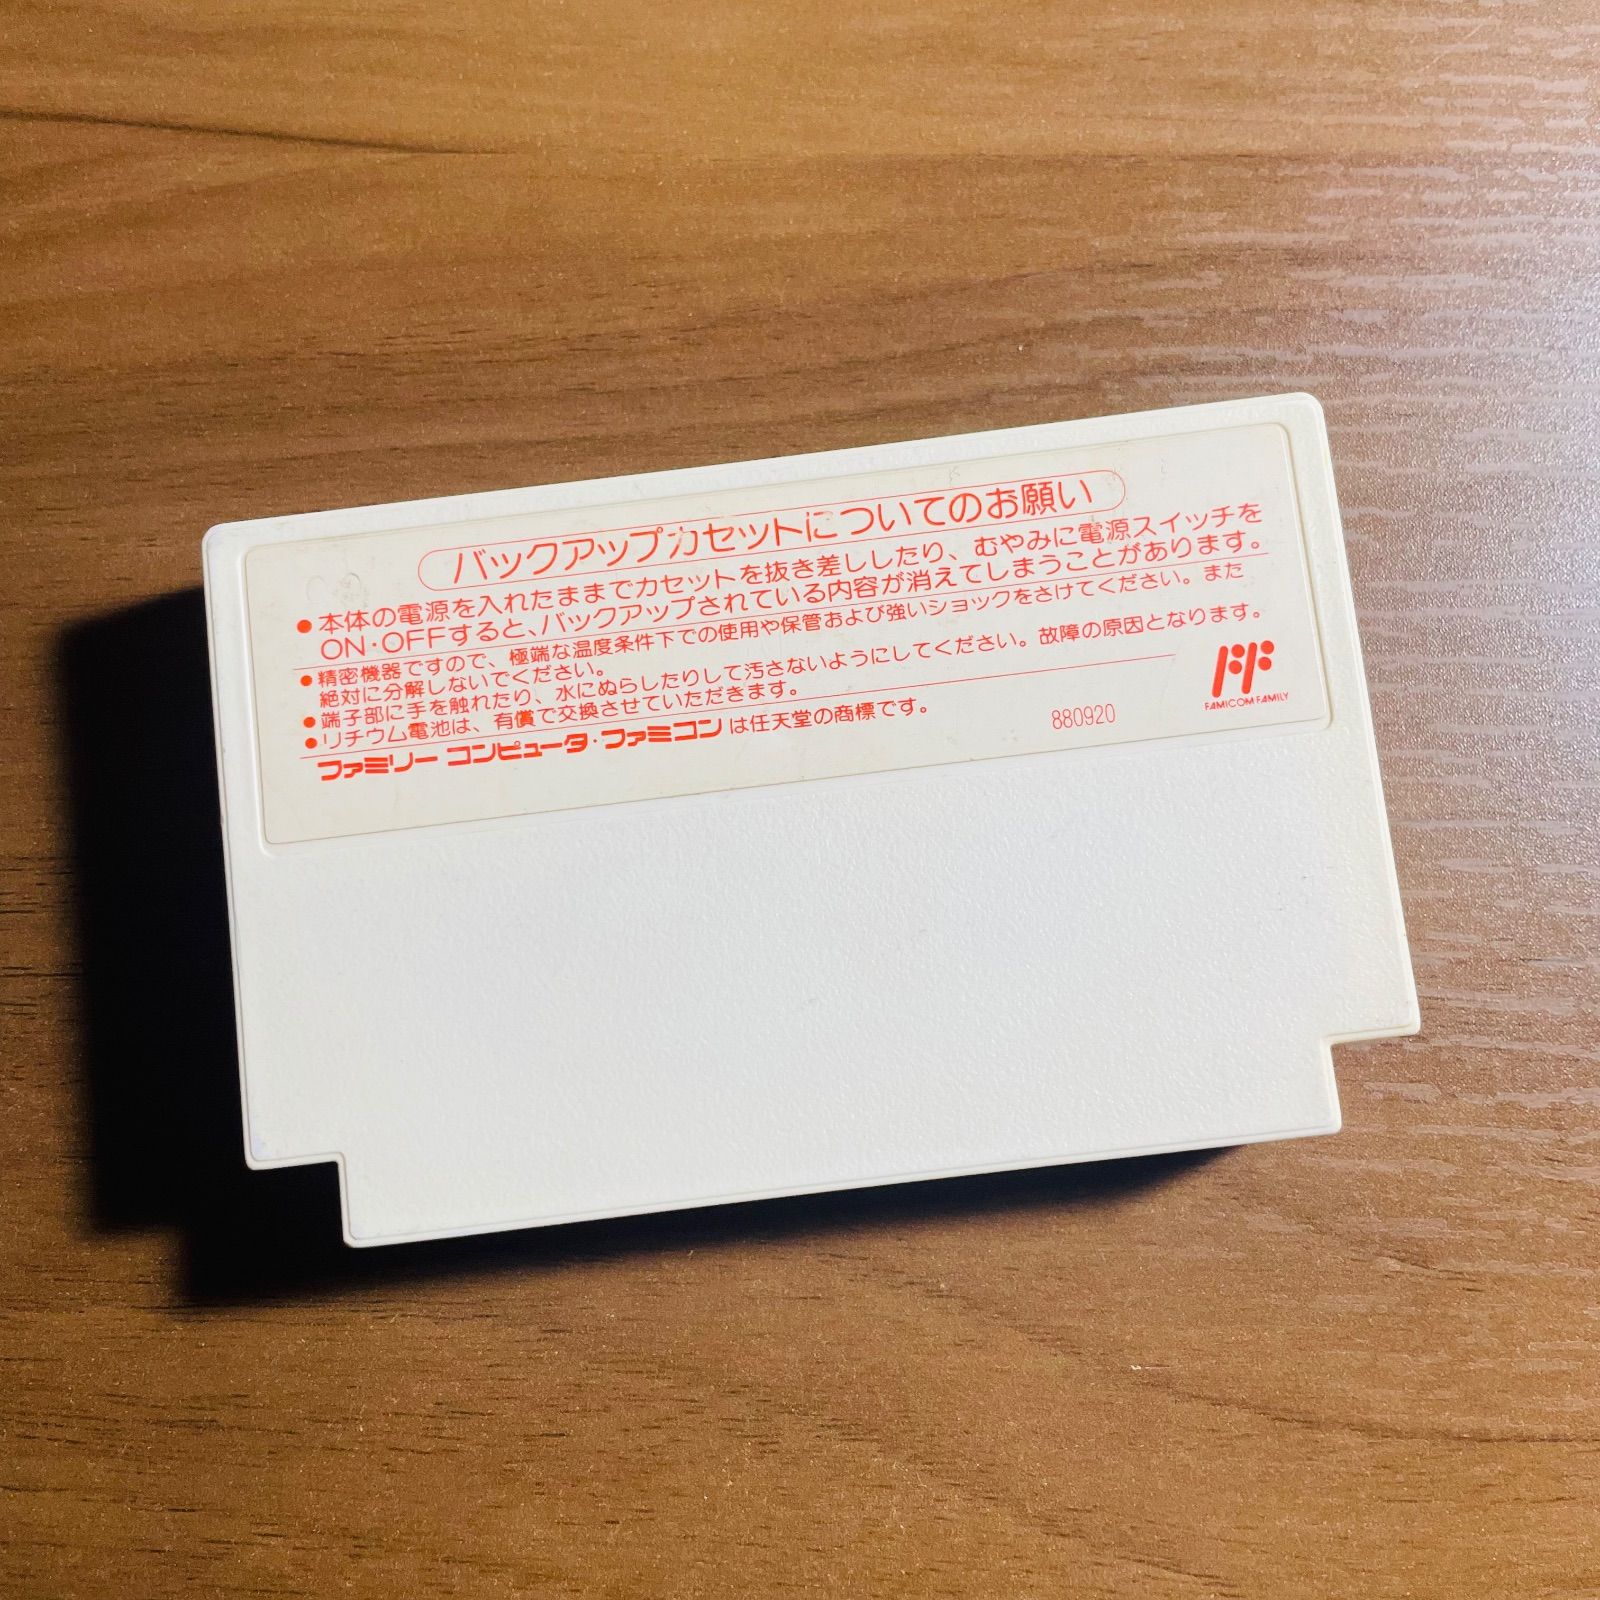 バックアップカセットについてのお願い
●本体の電源を入れたままでカセットを抜き差ししたり、むやみに電源スイッチを
ON・OFFすると、バックアップされている内容が消えてしまうことがあります。
●精密機器ですので、極端な温度条件下での使用や保管および強いショックをさけてください。また
絶対に分解しないでください。
●端子部に手を触れたり、水にぬらしたりして汚さないようにしてください。故障の原因となります。
●リチウム電池は、有償で交換させていただきます。
ファミリーコンピュータ・ファミコンは任天堂の商標です。
880920
FF
FAMICOM FAMILY